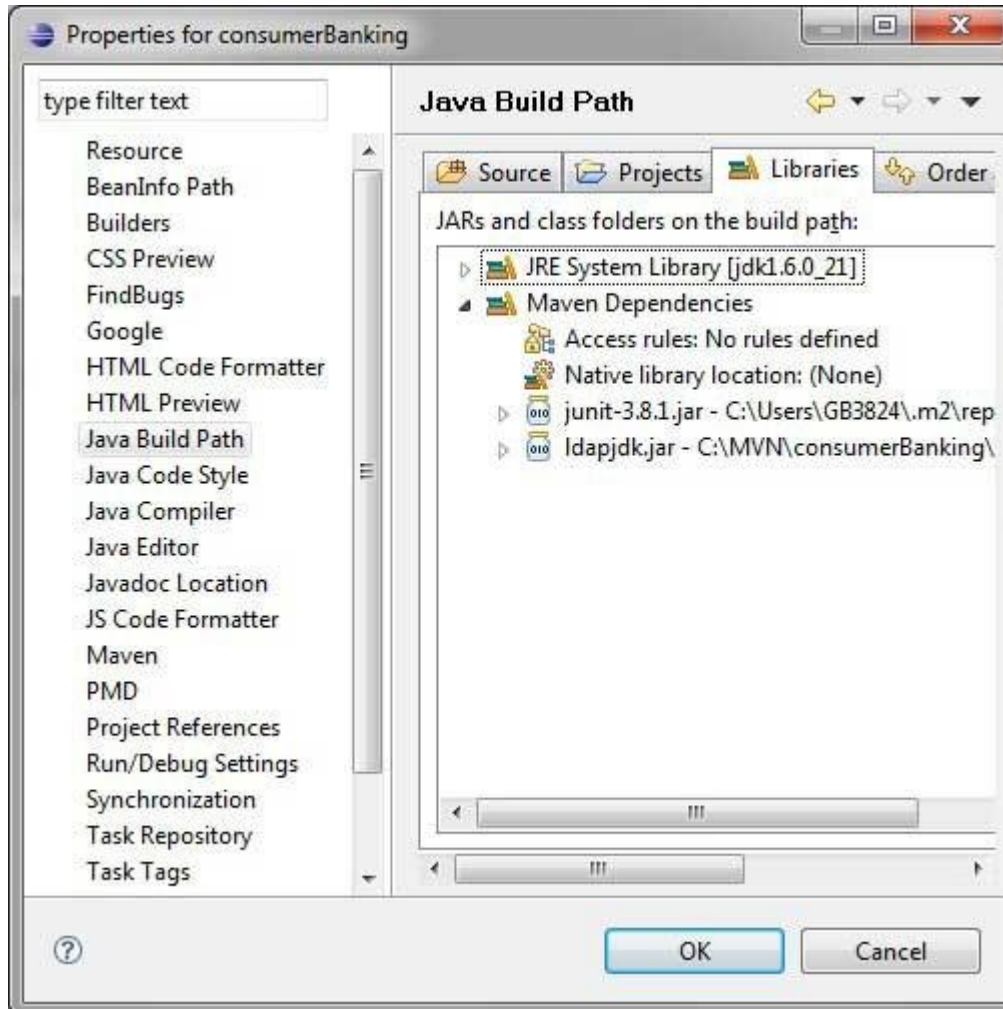 Properties for consumerBanking
type filter text
Resource
BeanInfo Path
Builders
CSS Preview
FindBugs
Google
HTML Code Formatter
HTML Preview
Java Build Path
Java Code Style
Java Compiler
Java Editor
Javadoc Location
JS Code Formatter
Maven
PMD
Project References
Run/Debug Settings
Synchronization
Task Repository
Task Tags
Java Build Path
Source Projects Libraries Order
JARs and class folders on the build path:
JRE System Library [jdk1.6.0_21]
Maven Dependencies
Access rules: No rules defined
Native library location: (None)
junit-3.8.1.jar - C:\Users\GB3824\.m2\rep
ldapjdk.jar - C:\MVN\consumerBanking\
OK Cancel